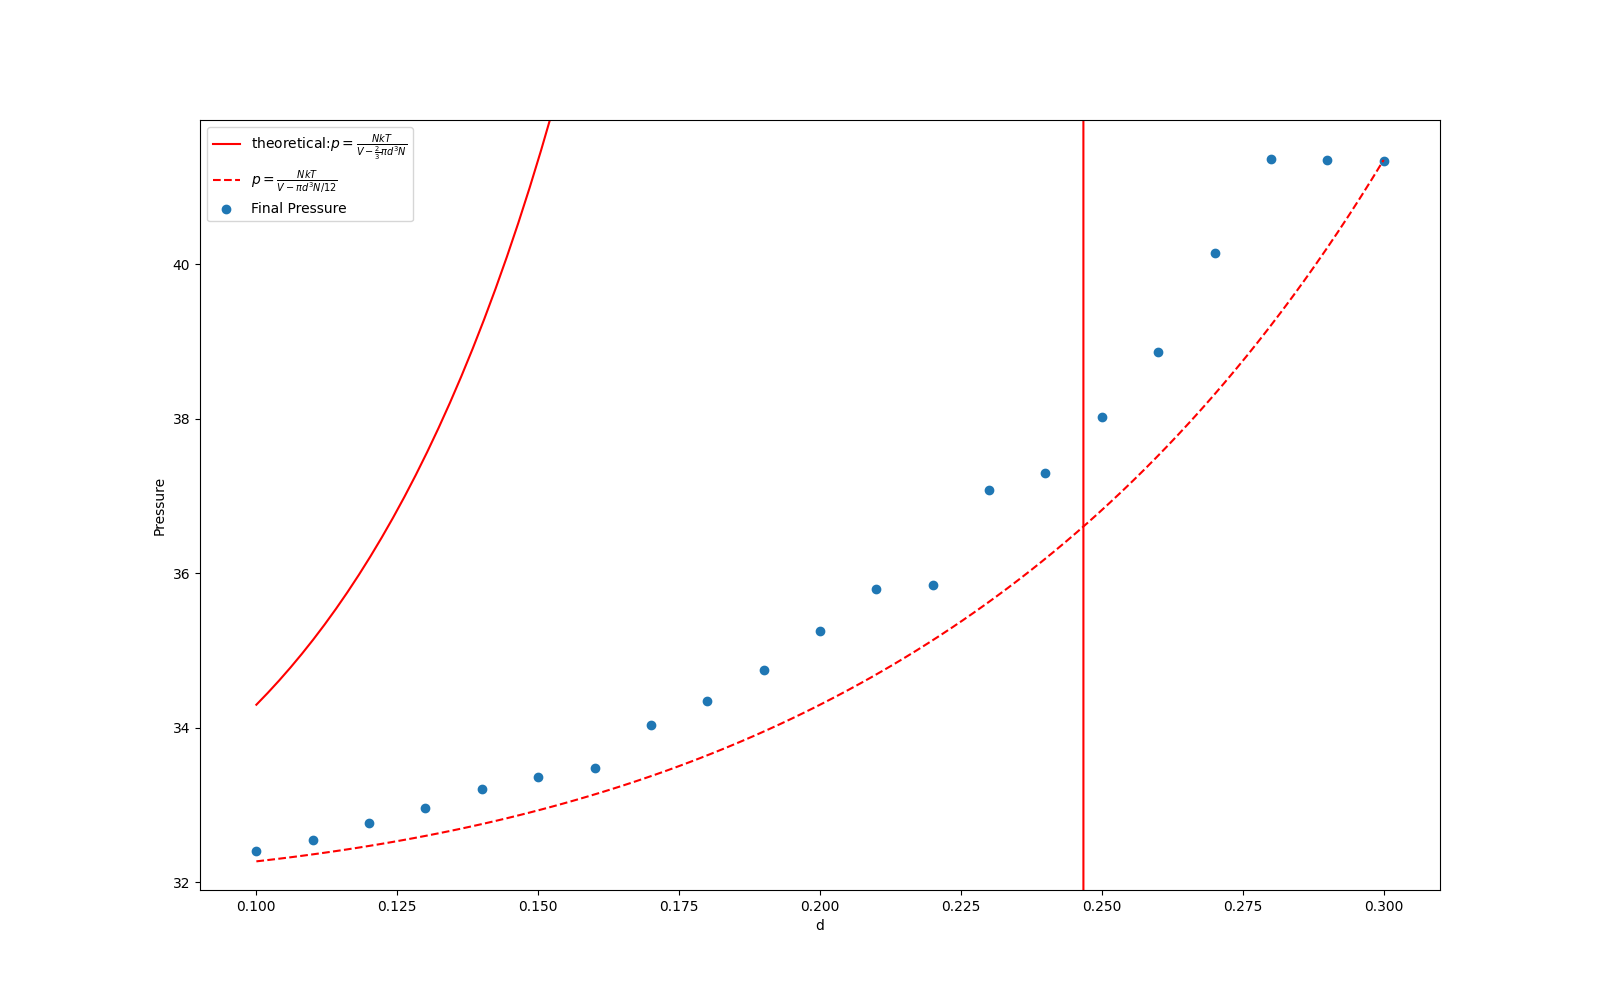 theoretical:p = NkT / (V − 2/3 πd³N)
p = NkT / (V − πd³N/12)
Final Pressure
40
38
36
34
32
Pressure
0.100 0.125 0.150 0.175 0.200 0.225 0.250 0.275 0.300
d